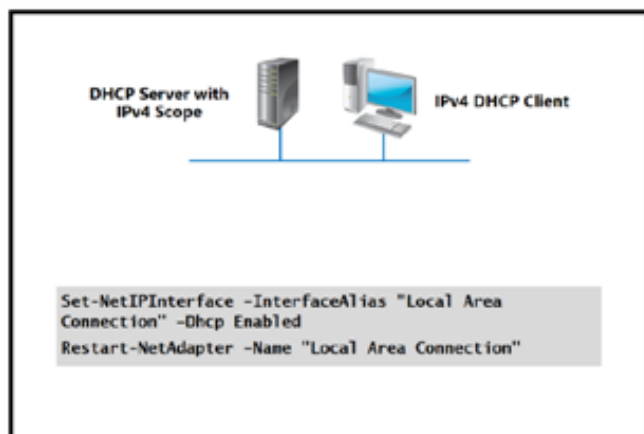 DHCP Server with
IPv4 Scope
IPv4 DHCP Client
Set-NetIPInterface -InterfaceAlias "Local Area
Connection" -Dhcp Enabled
Restart-NetAdapter -Name "Local Area Connection"